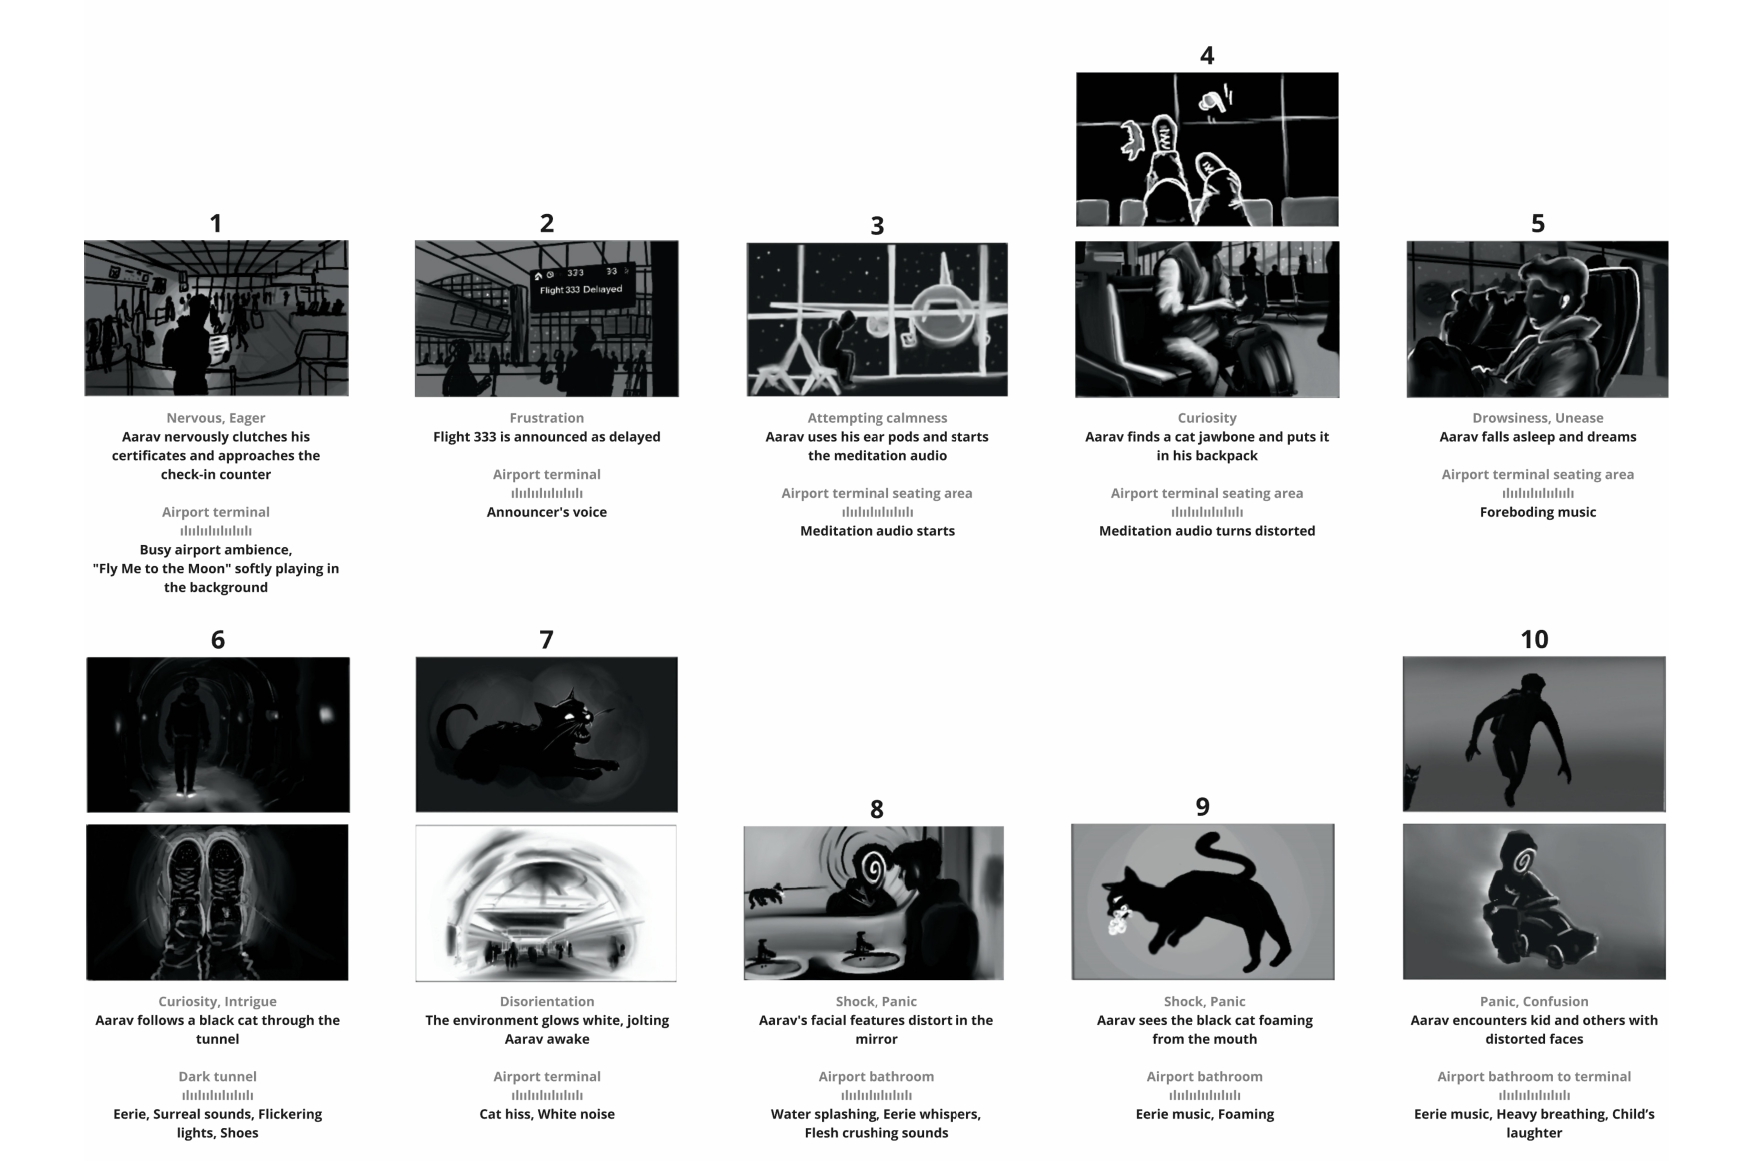 1
Nervous, Eager
Aarav nervously clutches his
certificates and approaches the
check-in counter
Airport terminal
Busy airport ambience,
"Fly Me to the Moon" softly playing in
the background
2
333
33
Flight 333 Delayed
Frustration
Flight 333 is announced as delayed
Airport terminal
Announcer's voice
3
Attempting calmness
Aarav uses his ear pods and starts
the meditation audio
Airport terminal seating area
Meditation audio starts
4
Curiosity
Aarav finds a cat jawbone and puts it
in his backpack
Airport terminal seating area
Meditation audio turns distorted
5
Drowsiness, Unease
Aarav falls asleep and dreams
Airport terminal seating area
Foreboding music
6
Curiosity, Intrigue
Aarav follows a black cat through the
tunnel
Dark tunnel
Eerie, Surreal sounds, Flickering
lights, Shoes
7
Disorientation
The environment glows white, jolting
Aarav awake
Airport terminal
Cat hiss, White noise
8
Shock, Panic
Aarav's facial features distort in the
mirror
Airport bathroom
Water splashing, Eerie whispers,
Flesh crushing sounds
9
Shock, Panic
Aarav sees the black cat foaming
from the mouth
Airport bathroom
Eerie music, Foaming
10
Panic, Confusion
Aarav encounters kid and others with
distorted faces
Airport bathroom to terminal
Eerie music, Heavy breathing, Child's
laughter